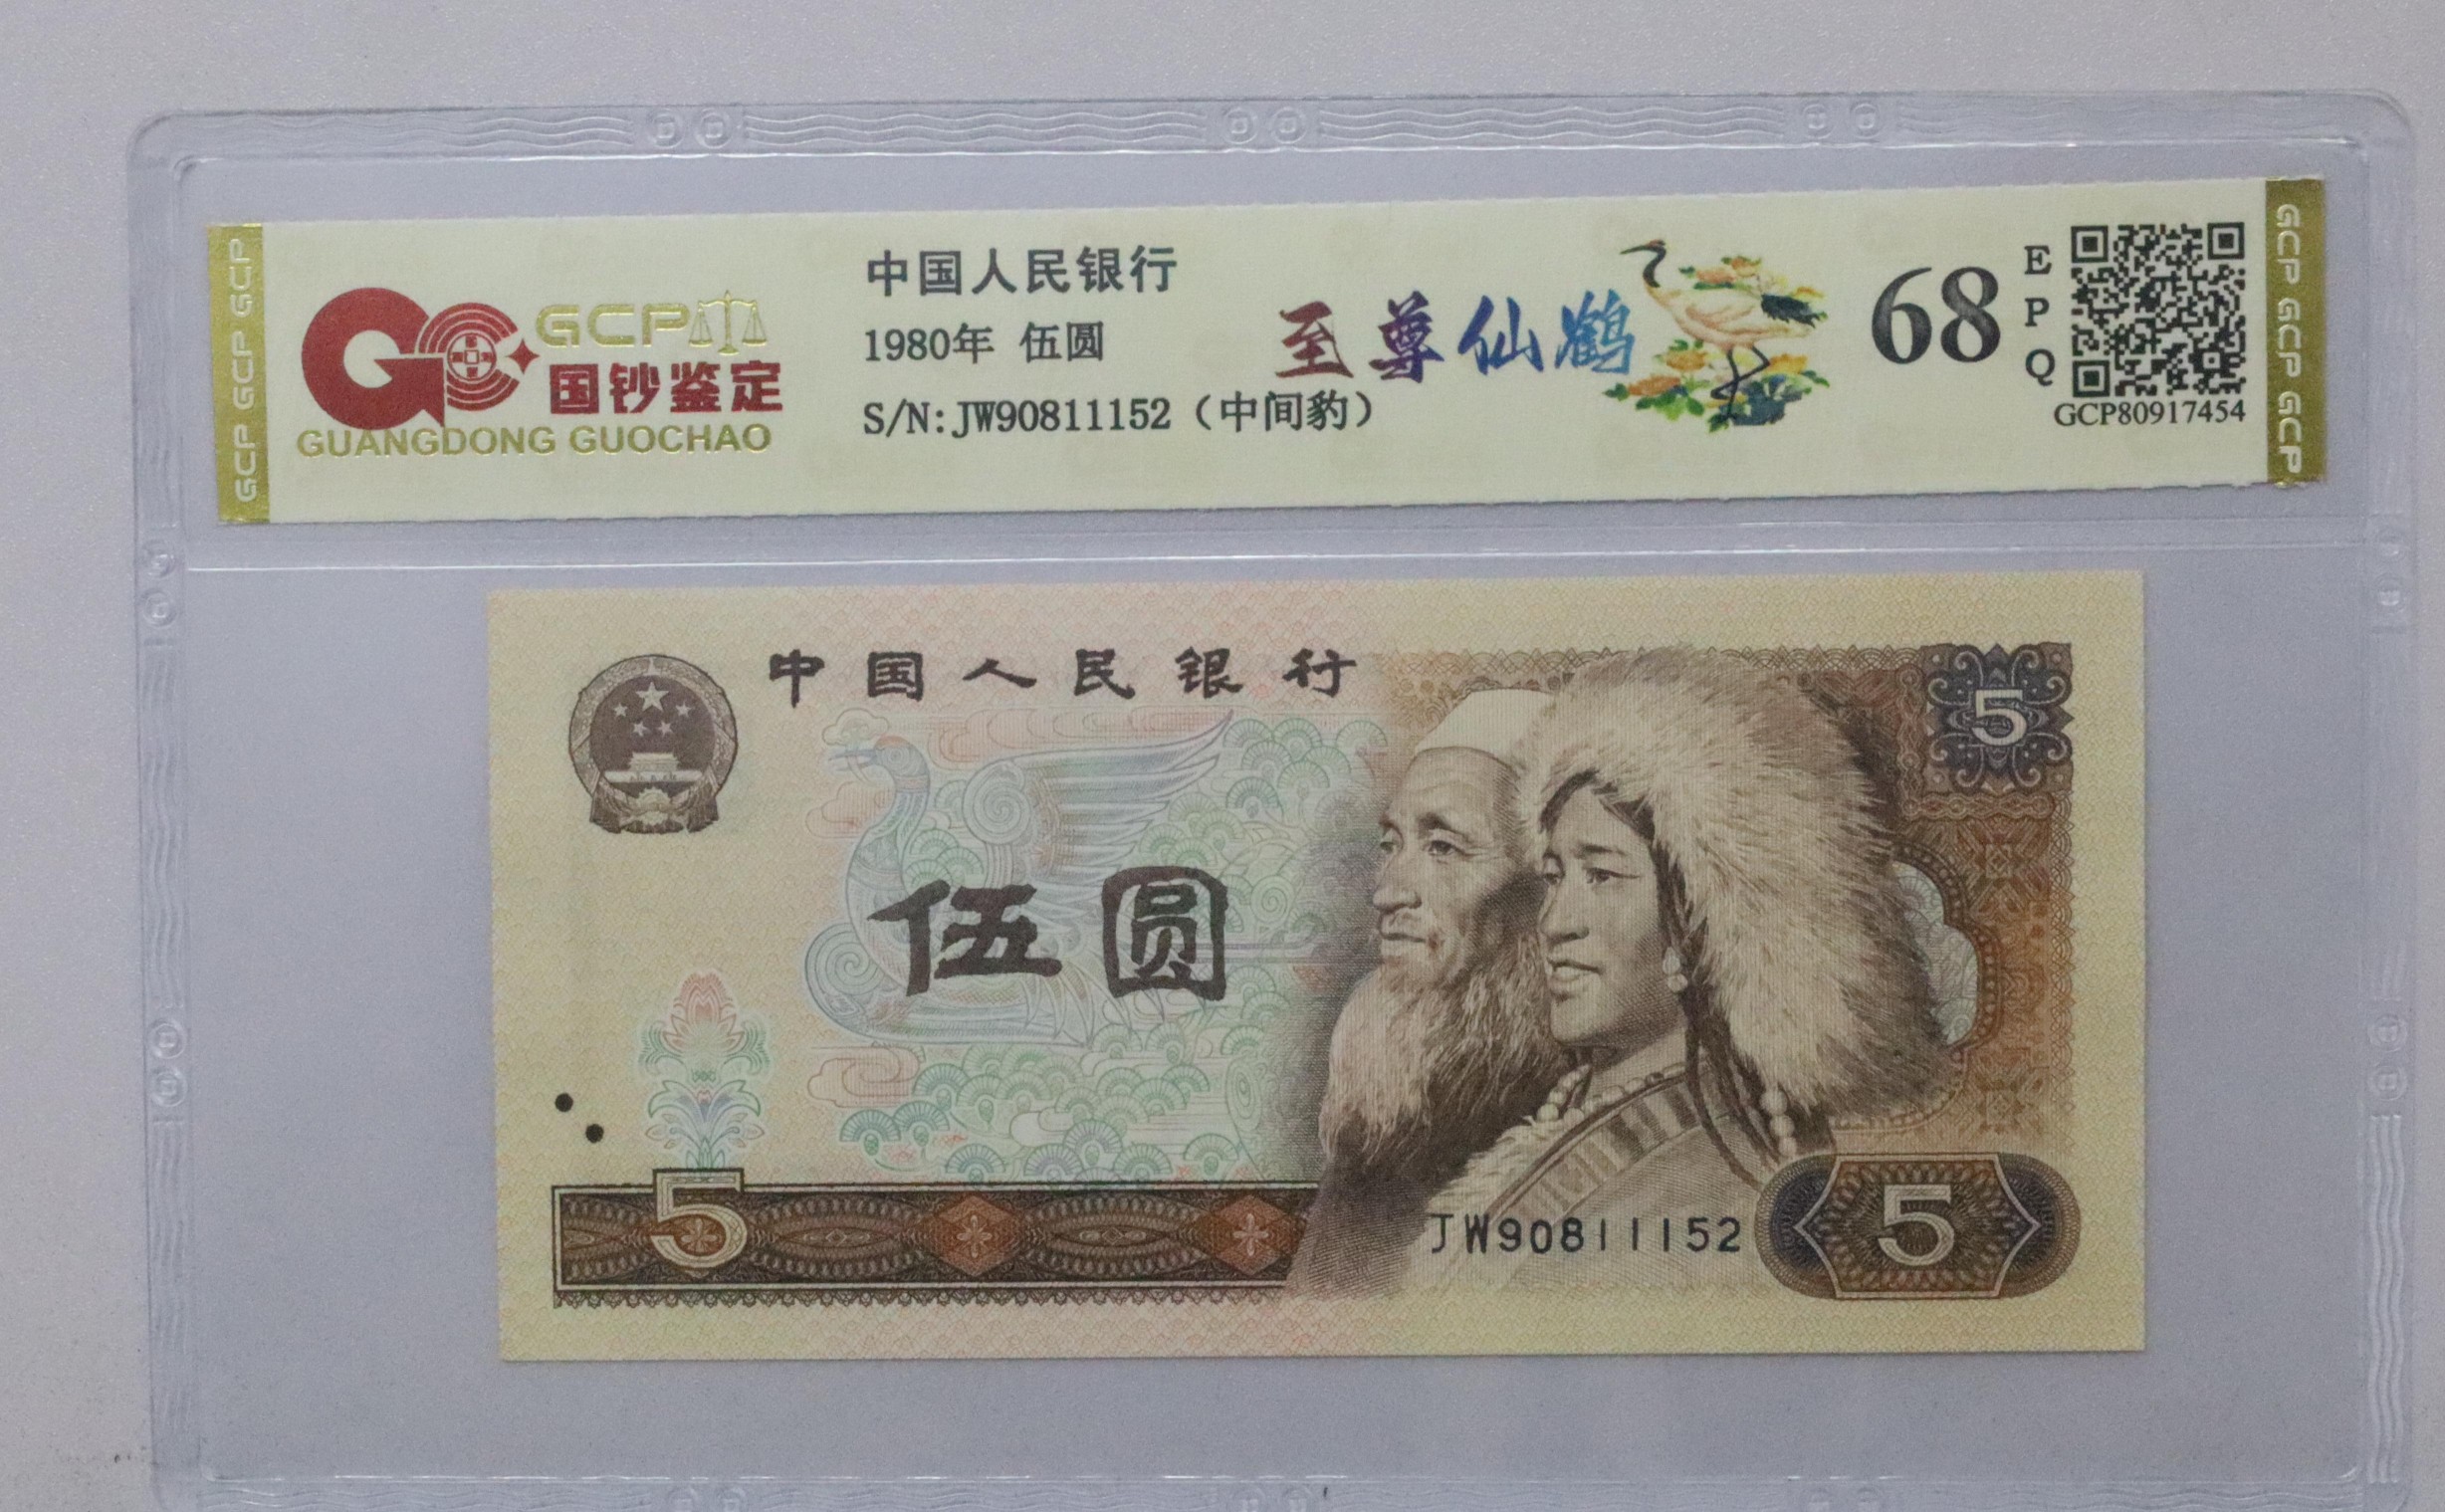 GCP GCP GCP
GCP
国钞鉴定
GUANGDONG GUOCHAO
中国人民银行
1980年 伍圆
S/N:JW90811152（中间豹）
至尊仙鹤
68
EPQ
GCP80917454
GCP GCP GCP
中国人民银行
5
伍圆
5
JW90811152
5